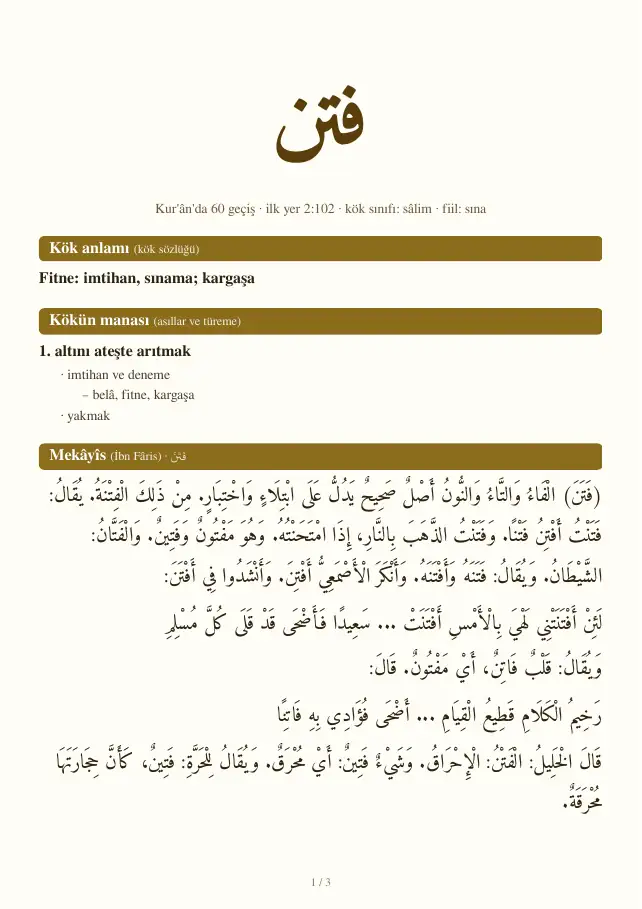 فتن
Kur'ân'da 60 geçiş · ilk yer 2:102 · kök sınıfı: sâlim · fiil: sına
Kök anlamı (kök sözlüğü)
Fitne: imtihan, sınama; kargaşa
Kökün manası (asıllar ve türeme)
1. altını ateşte arıtmak
· imtihan ve deneme
– belâ, fitne, kargaşa
· yakmak
Mekâyîs (İbn Fâris) · فتن
(فَتَنَ) الْفَاءُ وَالتَّاءُ وَالنُّونُ أَصْلٌ صَحِيحٌ يَدُلُّ عَلَى ابْتِلَاءٍ وَاخْتِبَارٍ. مِنْ ذَلِكَ الْفِتْنَةُ. يُقَالُ:
فَتَنْتُ أَفْتِنُ فَتْنًا. وَفَتَنْتُ الذَّهَبَ بِالنَّارِ، إِذَا امْتَحَنْتُهُ. وَهُوَ مَفْتُونٌ وَفَتِينٌ. وَالْفَتَّانُ:
الشَّيْطَانُ. وَيُقَالُ: فَتَنَهُ وَأَفْتَنَهُ. وَأَنْكَرَ الْأَصْمَعِيُّ أَفْتِنَ. وَأَنْشَدُوا فِي أَفْتَنَ:
لَئِنْ أَفْتَنَتْنِي لَهْيَ بِالْأَمْسِ أَفْتَنَتْ ... سَعِيدًا فَأَضْحَى قَدْ قَلَى كُلَّ مُسْلِمِ
وَيُقَالُ: قَلْبٌ فَاتِنٌ، أَيْ مَفْتُونٌ. قَالَ:
رَخِيمُ الْكَلَامِ قَطِيعُ الْقِيَامِ ... أَضْحَى فُؤَادِي بِهِ فَاتِنًا
قَالَ الْخَلِيلُ: الْفَتْنُ: الْإِحْرَاقُ. وَشَيْءٌ فَتِينٌ: أَيْ مُحْرَقٌ. وَيُقَالُ لِلْحَرَّةِ: فَتِينٌ، كَأَنَّ حِجَارَتَهَا
مُحْرَقَةٌ.
1 / 3